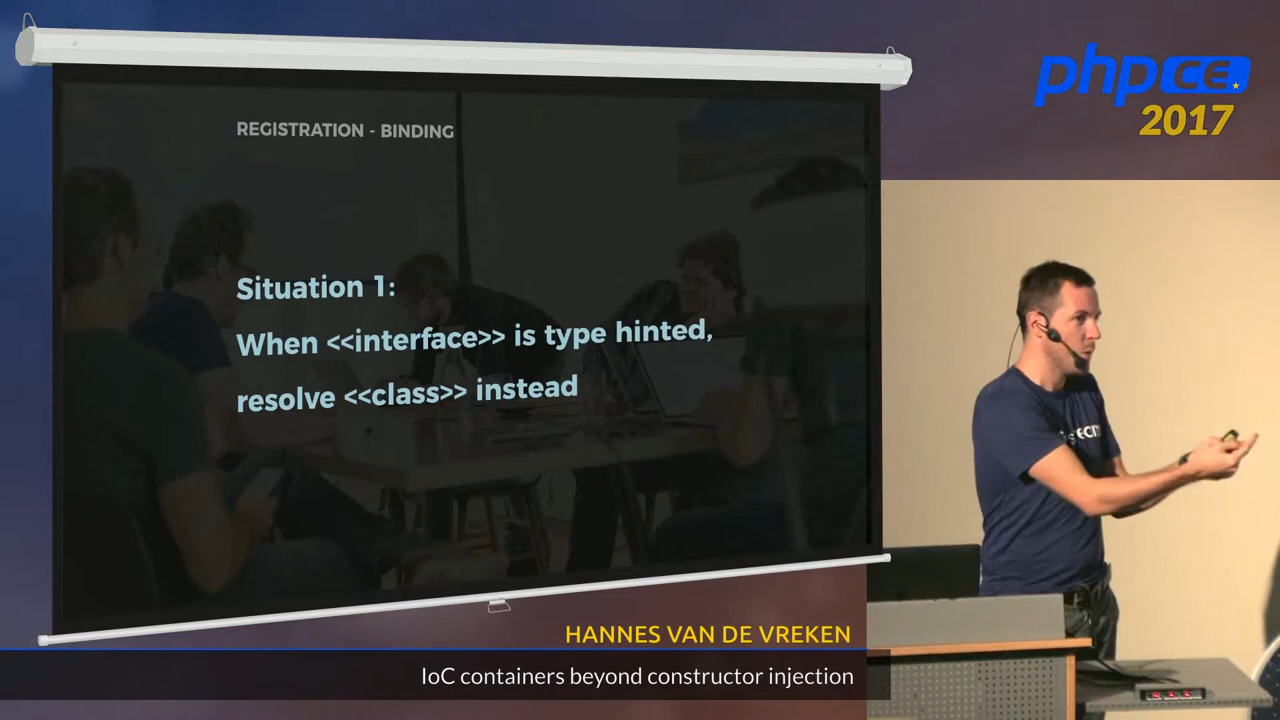 REGISTRATION - BINDING
Situation 1:
When <<interface>> is type hinted,
resolve <<class>> instead
phpCE
2017
HANNES VAN DE VREKEN
IoC containers beyond constructor injection